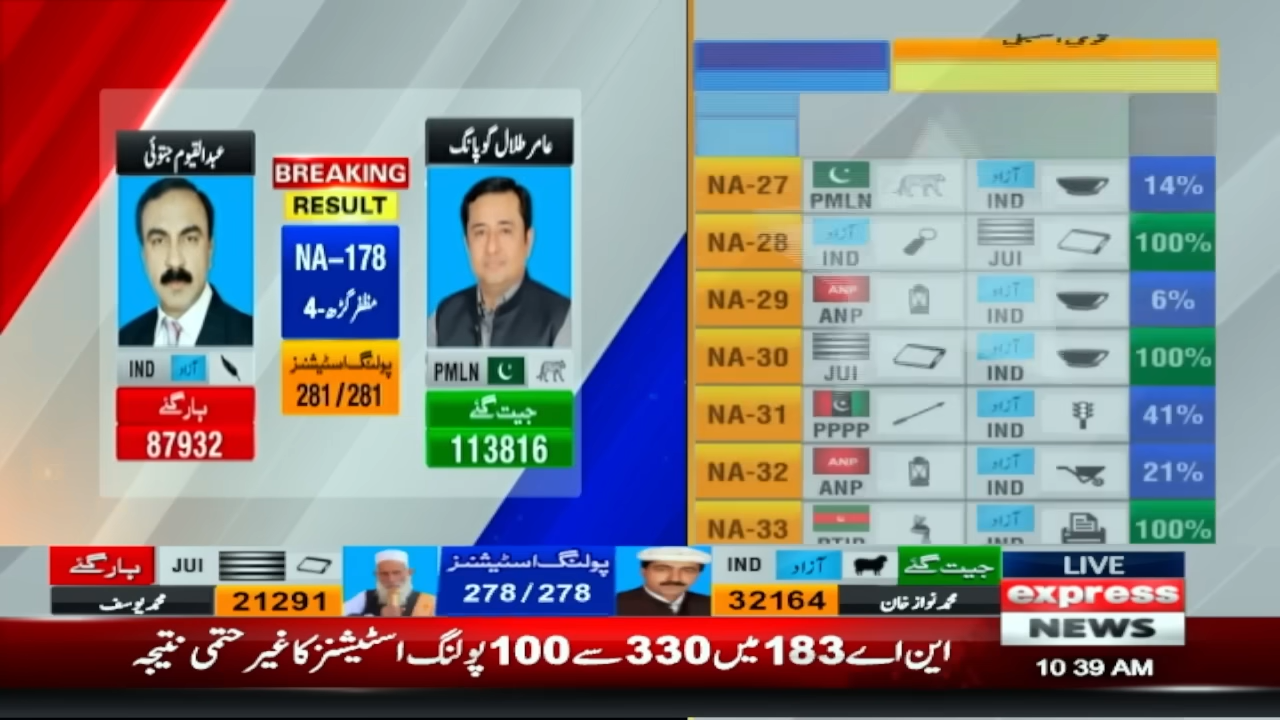 عبدالقیوم جتوئی
IND آزاد
ہار گئے
87932
BREAKING
RESULT
NA-178
مظفر گڑھ-4
پولنگ اسٹیشنز
281/281
عامر طلال گوپانگ
PMLN
جیت گئے
113816
NA-27 PMLN آزاد IND 14%
NA-28 آزاد IND JUI 100%
NA-29 ANP ANP آزاد IND 6%
NA-30 JUI آزاد IND 100%
NA-31 PPPP آزاد IND 41%
NA-32 ANP ANP آزاد IND 21%
NA-33 آزاد 100%
ہار گئے JUI
محمد یوسف 21291
پولنگ اسٹیشنز
278/278
IND آزاد جیت گئے
32164 محمد نواز خان
LIVE
express
NEWS
10 39 AM
این اے 183 میں 330 سے 100 پولنگ اسٹیشنز کا غیر حتمی نتیجہ